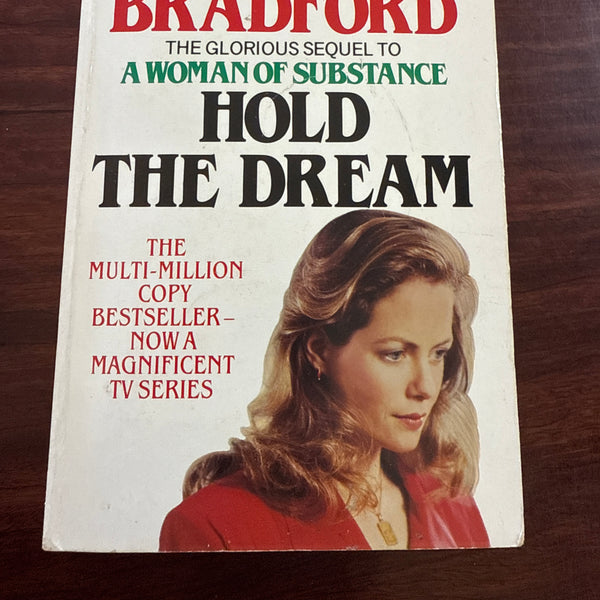 BRADFORD
THE GLORIOUS SEQUEL TO
A WOMAN OF SUBSTANCE
HOLD
THE DREAM
THE
MULTI-MILLION
COPY
BESTSELLER–
NOW A
MAGNIFICENT
TV SERIES